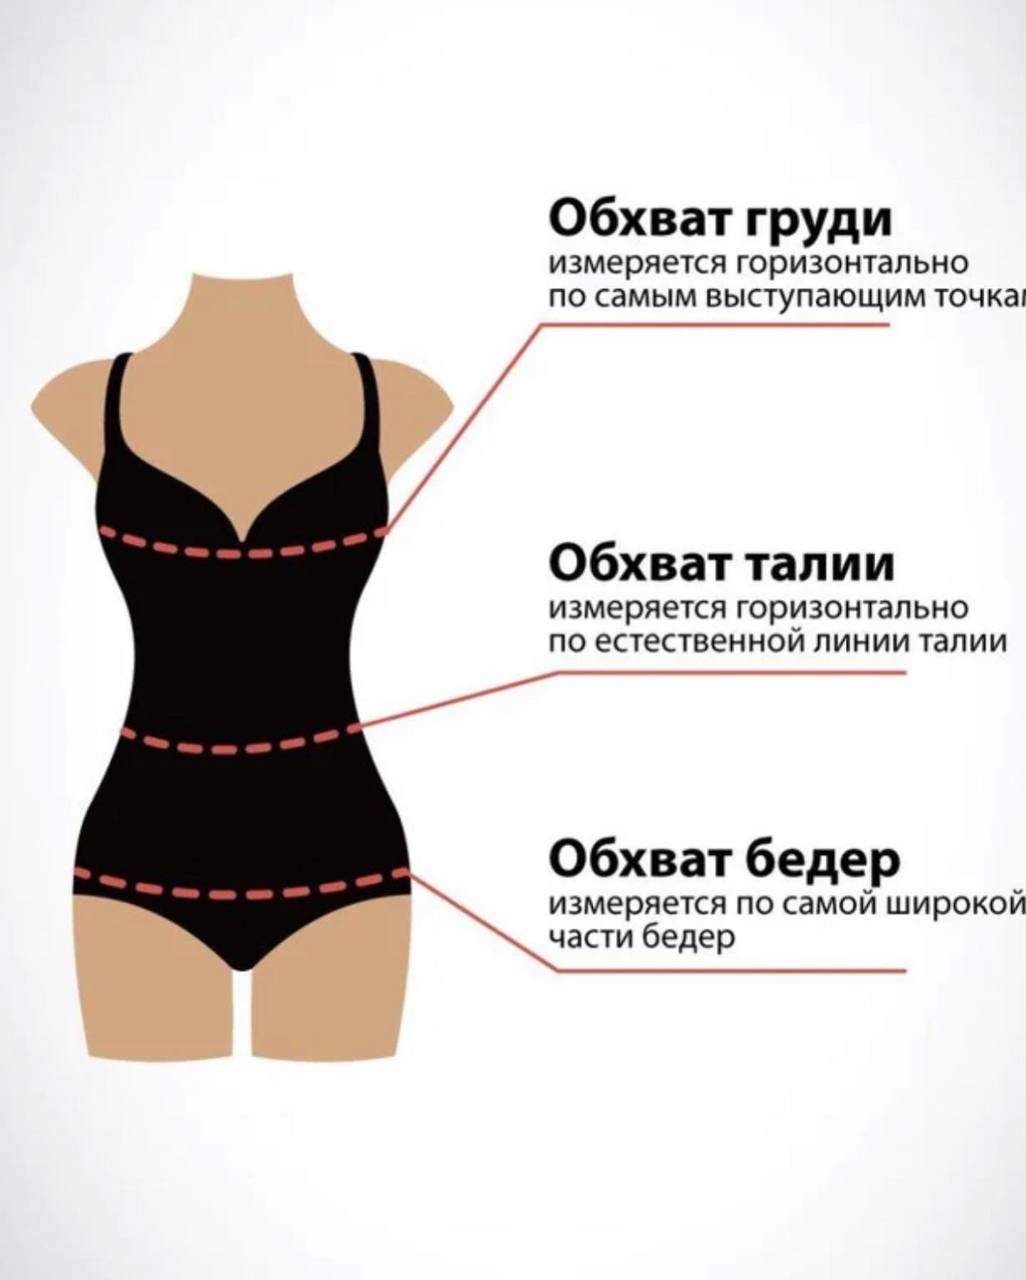 Обхват груди
измеряется горизонтально
по самым выступающим точкам
Обхват талии
измеряется горизонтально
по естественной линии талии
Обхват бедер
измеряется по самой широкой
части бедер